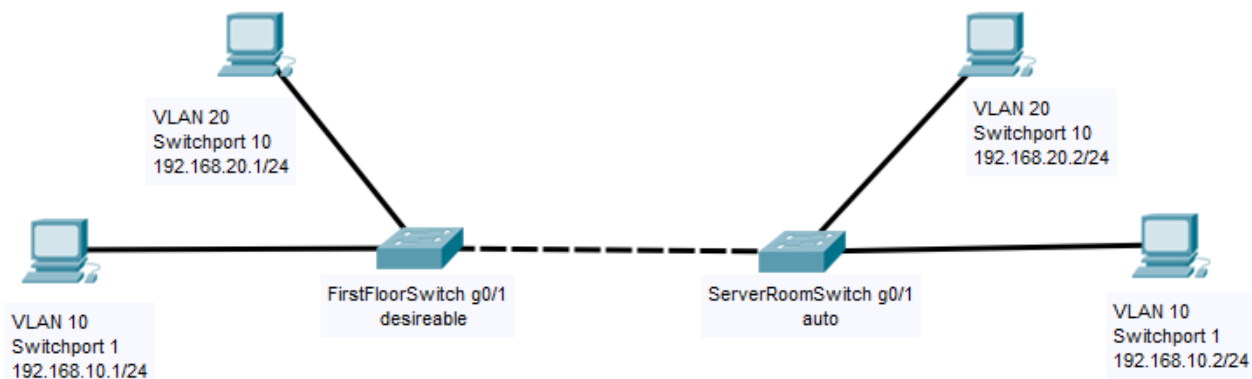 VLAN 20
Switchport 10
192.168.20.1/24
VLAN 20
Switchport 10
192.168.20.2/24
VLAN 10
Switchport 1
192.168.10.1/24
FirstFloorSwitch g0/1
desireable
ServerRoomSwitch g0/1
auto
VLAN 10
Switchport 1
192.168.10.2/24